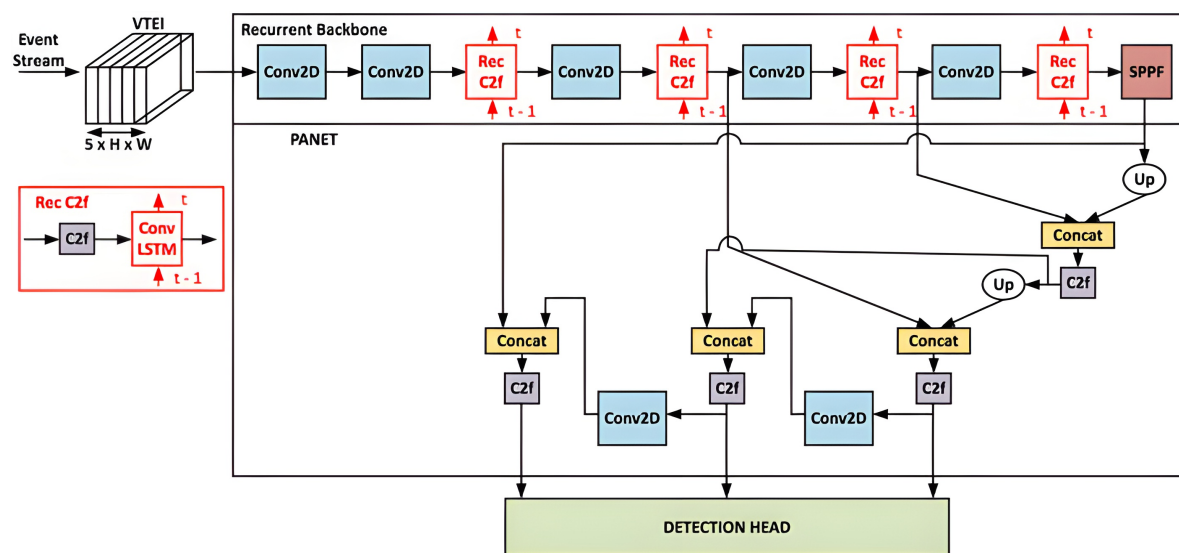 VTEI
Event
Stream
5 x H x W
Recurrent Backbone
Conv2D
Conv2D
t
Rec
C2f
t - 1
Conv2D
t
Rec
C2f
t - 1
Conv2D
t
Rec
C2f
t - 1
Conv2D
t
Rec
C2f
t - 1
SPPF
PANET
Rec C2f
t
C2f
Conv
LSTM
t - 1
Up
Concat
C2f
Up
Concat
Concat
Concat
C2f
C2f
C2f
Conv2D
Conv2D
DETECTION HEAD